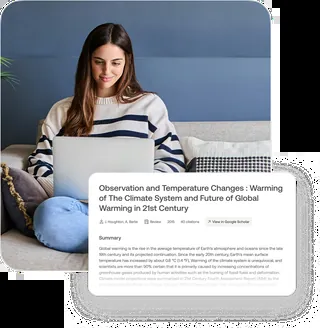 Observation and Temperature Changes : Warming
of The Climate System and Future of Global
Warming in 21st Century
J. Houghton, A. Berte
Review
2016
40 citations
View in Google Scholar
Summary
Global warming is the rise in the average temperature of Earth's atmosphere and oceans since the late
19th century and its projected continuation. Since the early 20th century, Earth's mean surface
temperature has increased by about 0.8 °C (1.4 °F), Warming of the climate system is unequivocal, and
scientists are more than 90% certain that it is primarily caused by increasing concentrations of
greenhouse gases produced by human activities such as the burning of fossil fuels and deforestation.